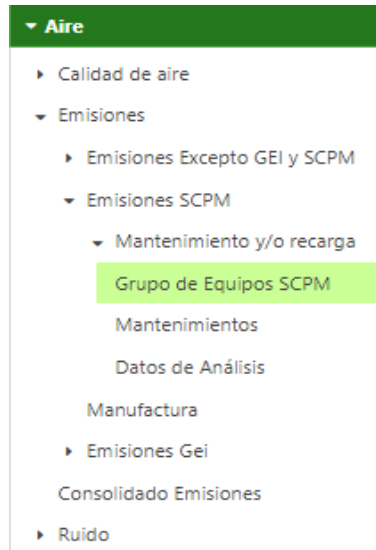 Aire
Calidad de aire
Emisiones
Emisiones Excepto GEI y SCPM
Emisiones SCPM
Mantenimiento y/o recarga
Grupo de Equipos SCPM
Mantenimientos
Datos de Análisis
Manufactura
Emisiones Gei
Consolidado Emisiones
Ruido